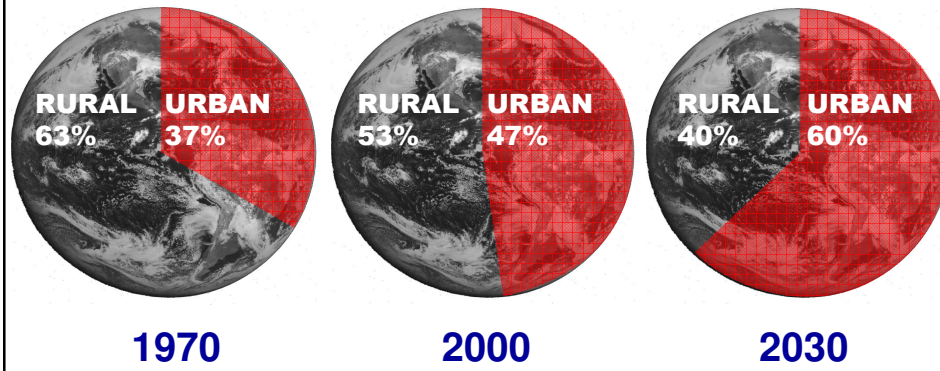 RURAL URBAN
63% 37%
RURAL URBAN
53% 47%
RURAL URBAN
40% 60%
1970
2000
2030